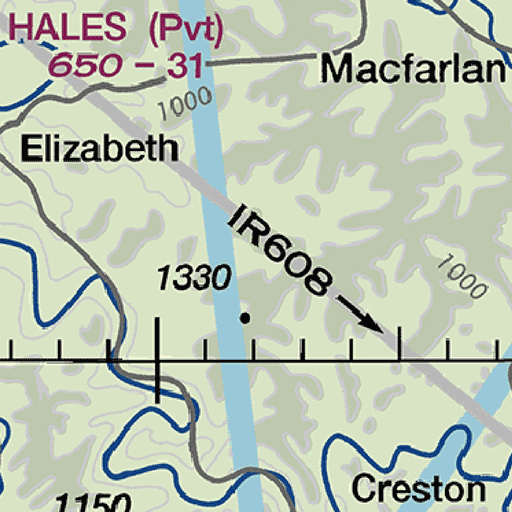 HALES (Pvt)
650 - 31
Macfarlan
1000
Elizabeth
IR608
1330
1000
Creston
1150